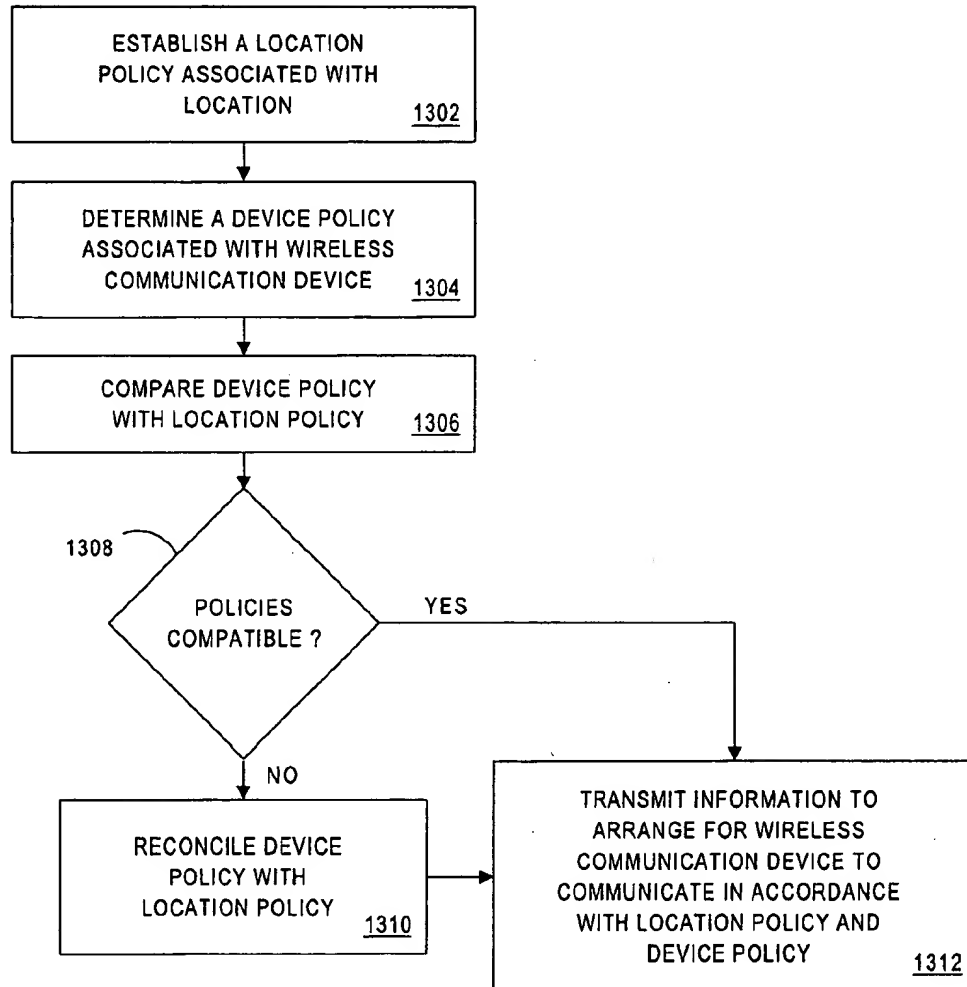 ESTABLISH A LOCATION
POLICY ASSOCIATED WITH
LOCATION
1302
DETERMINE A DEVICE POLICY
ASSOCIATED WITH WIRELESS
COMMUNICATION DEVICE
1304
COMPARE DEVICE POLICY
WITH LOCATION POLICY
1306
1308
POLICIES
COMPATIBLE ?
YES
NO
RECONCILE DEVICE
POLICY WITH
LOCATION POLICY
1310
TRANSMIT INFORMATION TO
ARRANGE FOR WIRELESS
COMMUNICATION DEVICE TO
COMMUNICATE IN ACCORDANCE
WITH LOCATION POLICY AND
DEVICE POLICY
1312